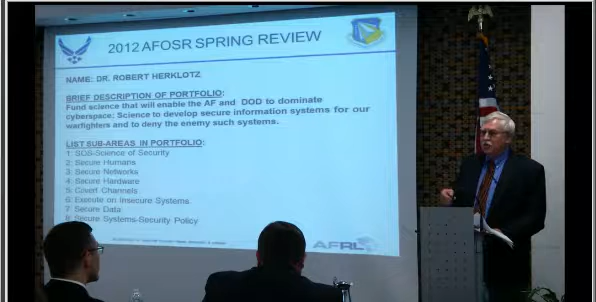 2012 AFOSR SPRING REVIEW
NAME: DR. ROBERT HERKLOTZ
BRIEF DESCRIPTION OF PORTFOLIO:
Fund science that will enable the AF and DOD to dominate
cyberspace; Science to develop secure information systems for our
warfighters and to deny the enemy such systems.
LIST SUB-AREAS IN PORTFOLIO:
1: SOS-Science of Security
2: Secure Humans
3: Secure Networks
4: Secure Hardware
5: Covert Channels
6: Execute on Insecure Systems
7: Secure Data
8: Secure Systems-Security Policy
AFRL